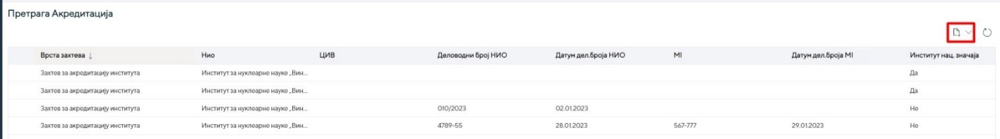 Претрага Акредитација
Врста захтева ↓ Нио ЦИВ Деловодни број НИО Датум дел.броја НИО MI Датум дел.броја MI Институт нац. значаја
Захтев за акредитацију института Институт за нуклеарне науке „Вин... Да
Захтев за акредитацију института Институт за нуклеарне науке „Вин... Да
Захтев за акредитацију института Институт за нуклеарне науке „Вин... 010/2023 02.01.2023 Не
Захтев за акредитацију института Институт за нуклеарне науке „Вин... 4789-55 28.01.2023 567-777 29.01.2023 Не